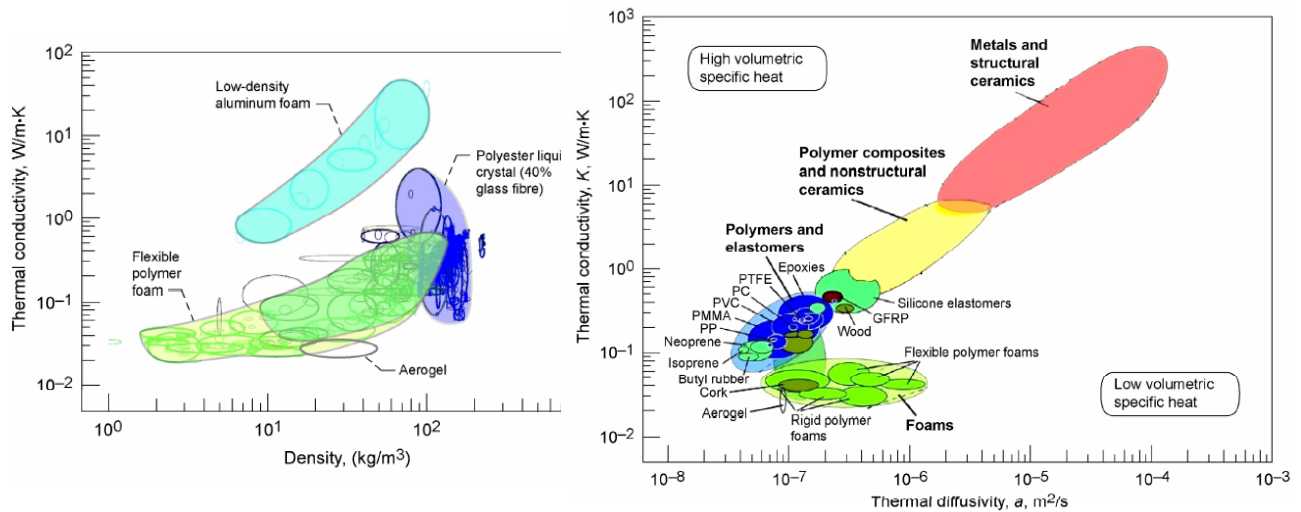 10²
10¹
10⁰
10⁻¹
10⁻²
Thermal conductivity, W/m•K
Low-density
aluminum foam
Polyester liqui
crystal (40%
glass fibre)
Flexible
polymer
foam
Aerogel
10⁰
10¹
10²
Density, (kg/m³)
10³
10²
10¹
10⁰
10⁻¹
10⁻²
Thermal conductivity, K, W/m•K
High volumetric
specific heat
Metals and
structural
ceramics
Polymer composites
and nonstructural
ceramics
Polymers and
elastomers
Epoxies
PTFE
PC
PVC
PMMA
PP
Neoprene
Isoprene
Butyl rubber
Cork
Aerogel
Rigid polymer
foams
Foams
Flexible polymer foams
Wood
GFRP
Silicone elastomers
Low volumetric
specific heat
10⁻⁸
10⁻⁷
10⁻⁶
10⁻⁵
10⁻⁴
10⁻³
Thermal diffusivity, a, m²/s